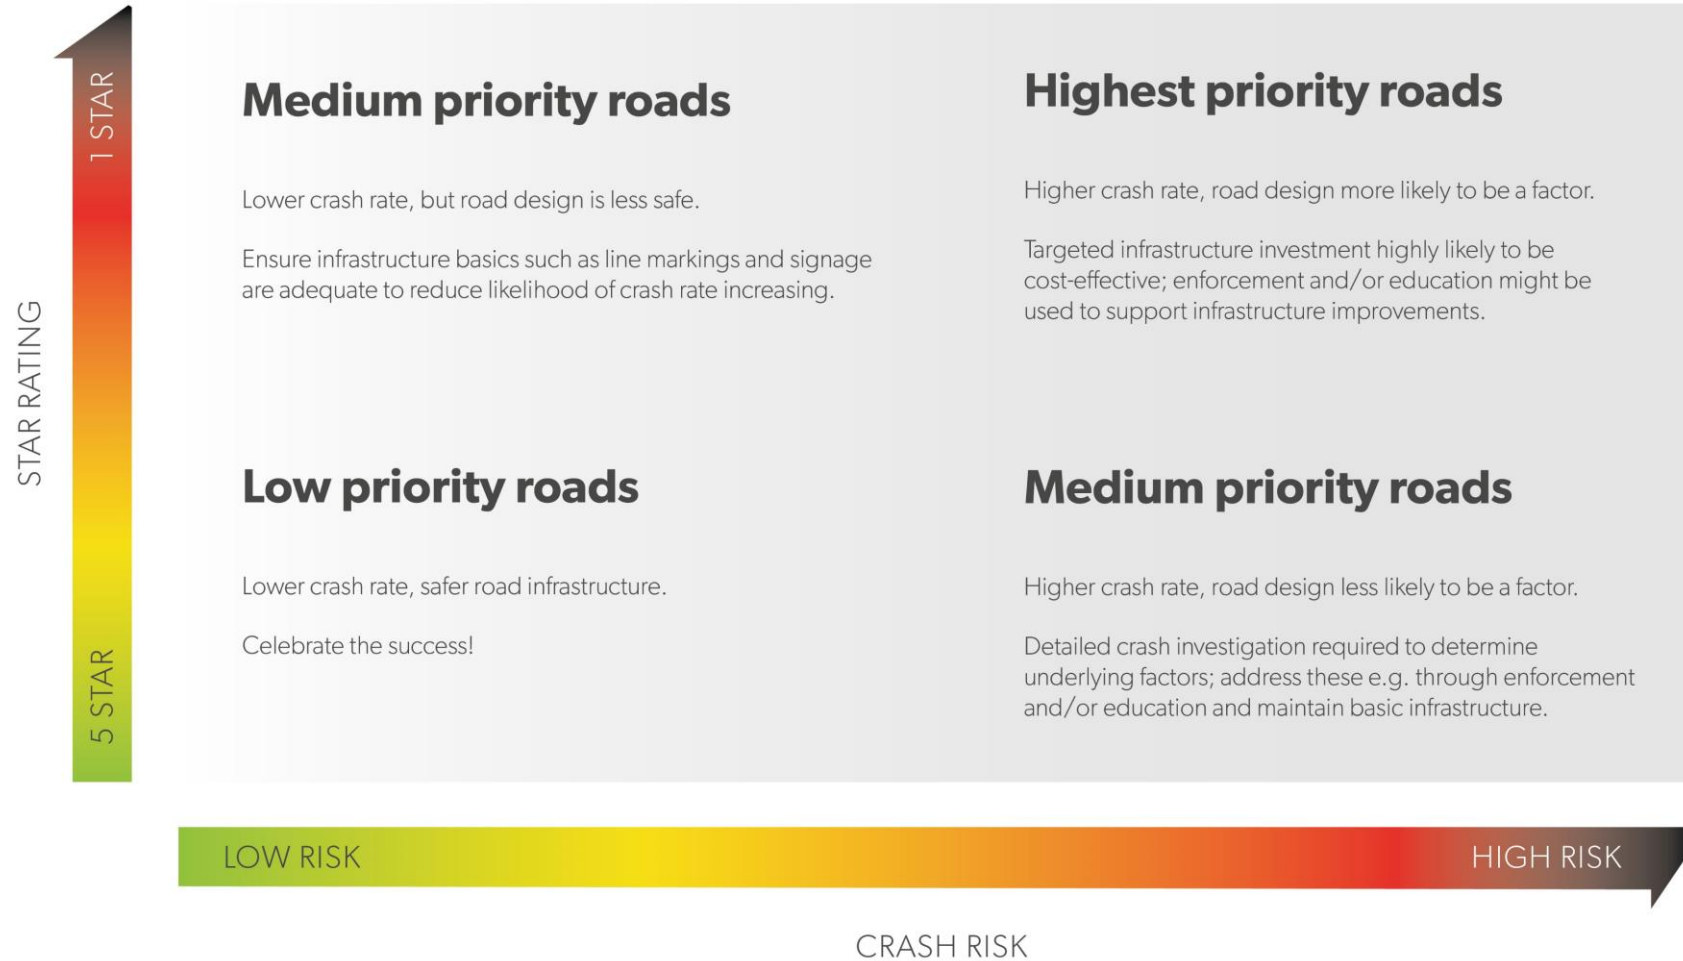 STAR RATING
1 STAR
5 STAR
Medium priority roads
Lower crash rate, but road design is less safe.
Ensure infrastructure basics such as line markings and signage
are adequate to reduce likelihood of crash rate increasing.
Highest priority roads
Higher crash rate, road design more likely to be a factor.
Targeted infrastructure investment highly likely to be
cost-effective; enforcement and/or education might be
used to support infrastructure improvements.
Low priority roads
Lower crash rate, safer road infrastructure.
Celebrate the success!
Medium priority roads
Higher crash rate, road design less likely to be a factor.
Detailed crash investigation required to determine
underlying factors; address these e.g. through enforcement
and/or education and maintain basic infrastructure.
LOW RISK
HIGH RISK
CRASH RISK